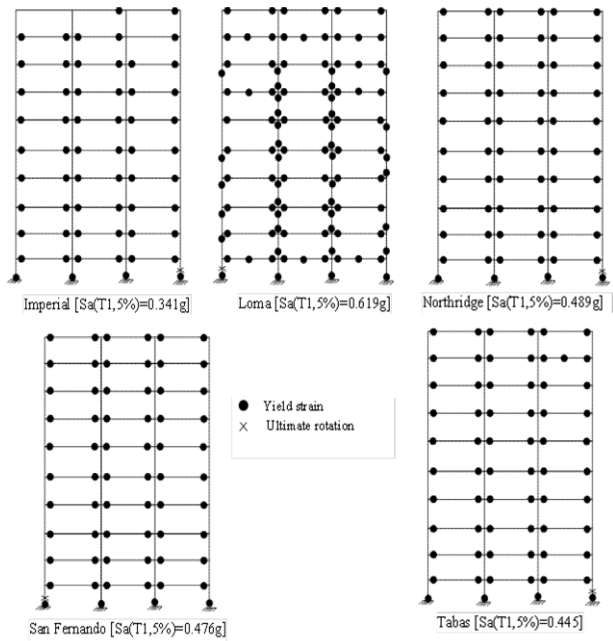 Imperial [Sa(T1,5%)=0.341g]
Loma [Sa(T1,5%)=0.619g]
Northridge [Sa(T1,5%)=0.489g]
Yield strain
Ultimate rotation
San Fernando [Sa(T1,5%)=0.476g]
Tabas [Sa(T1,5%)=0.445]